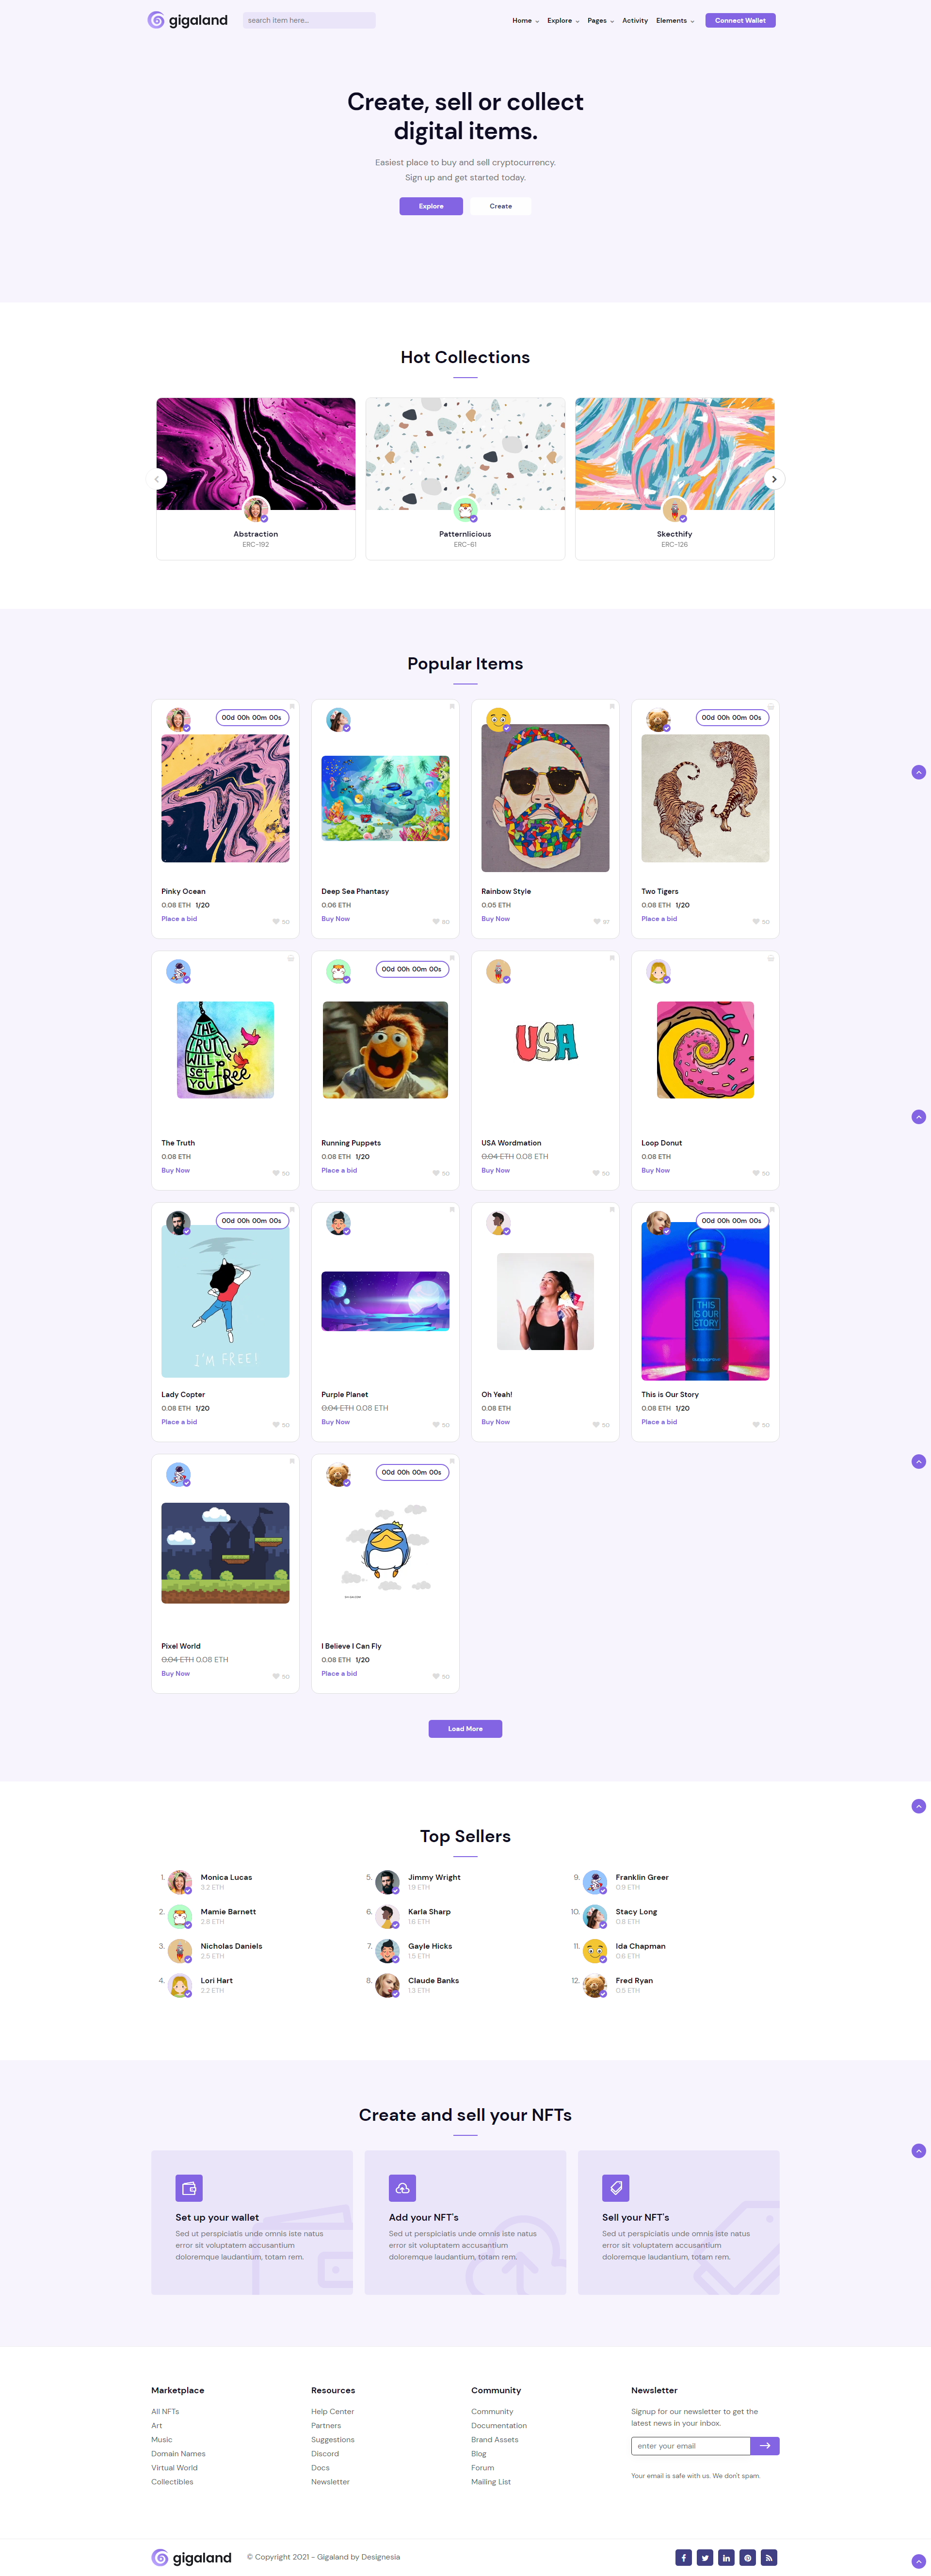 gigaland
search item here...
Home
Explore
Pages
Activity
Elements
Connect Wallet
Create, sell or collect
digital items.
Easiest place to buy and sell cryptocurrency.
Sign up and get started today.
Explore
Create
Hot Collections
Abstraction
ERC-192
Patternlicious
ERC-61
Skecthify
ERC-126
Popular Items
00d 00h 00m 00s
Pinky Ocean
0.08 ETH 1/20
Place a bid
50
Deep Sea Phantasy
0.06 ETH
Buy Now
80
Rainbow Style
0.05 ETH
Buy Now
97
00d 00h 00m 00s
Two Tigers
0.08 ETH 1/20
Place a bid
50
THE
TRUTH
WILL
SET
YOU FREE
The Truth
0.08 ETH
Buy Now
50
00d 00h 00m 00s
Running Puppets
0.08 ETH 1/20
Place a bid
50
USA
USA Wordmation
0.04 ETH 0.08 ETH
Buy Now
50
Loop Donut
0.08 ETH
Buy Now
50
00d 00h 00m 00s
I'M FREE!
Lady Copter
0.08 ETH 1/20
Place a bid
50
Purple Planet
0.04 ETH 0.08 ETH
Buy Now
50
Oh Yeah!
0.08 ETH
Buy Now
50
00d 00h 00m 00s
THIS
IS OUR
STORY
This is Our Story
0.08 ETH 1/20
Place a bid
50
Pixel World
0.04 ETH 0.08 ETH
Buy Now
50
00d 00h 00m 00s
I Believe I Can Fly
0.08 ETH 1/20
Place a bid
50
Load More
Top Sellers
1. Monica Lucas
3.2 ETH
2. Mamie Barnett
2.8 ETH
3. Nicholas Daniels
2.5 ETH
4. Lori Hart
2.2 ETH
5. Jimmy Wright
1.9 ETH
6. Karla Sharp
1.6 ETH
7. Gayle Hicks
1.5 ETH
8. Claude Banks
1.3 ETH
9. Franklin Greer
0.9 ETH
10. Stacy Long
0.8 ETH
11. Ida Chapman
0.6 ETH
12. Fred Ryan
0.5 ETH
Create and sell your NFTs
Set up your wallet
Sed ut perspiciatis unde omnis iste natus
error sit voluptatem accusantium
doloremque laudantium, totam rem.
Add your NFT's
Sed ut perspiciatis unde omnis iste natus
error sit voluptatem accusantium
doloremque laudantium, totam rem.
Sell your NFT's
Sed ut perspiciatis unde omnis iste natus
error sit voluptatem accusantium
doloremque laudantium, totam rem.
Marketplace
All NFTs
Art
Music
Domain Names
Virtual World
Collectibles
Resources
Help Center
Partners
Suggestions
Discord
Docs
Newsletter
Community
Community
Documentation
Brand Assets
Blog
Forum
Mailing List
Newsletter
Signup for our newsletter to get the
latest news in your inbox.
enter your email
Your email is safe with us. We don't spam.
gigaland
© Copyright 2021 - Gigaland by Designesia